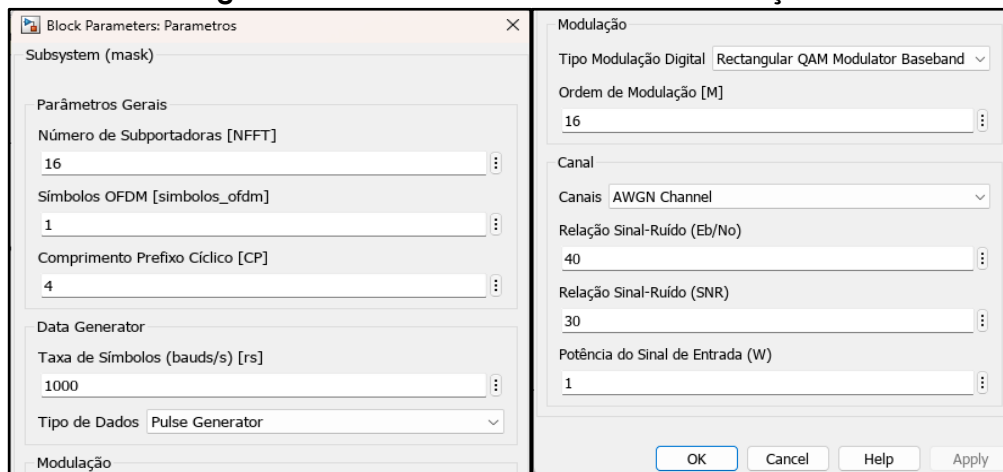 Block Parameters: Parametros
Subsystem (mask)
Parâmetros Gerais
Número de Subportadoras [NFFT]
16
Símbolos OFDM [simbolos_ofdm]
1
Comprimento Prefixo Cíclico [CP]
4
Data Generator
Taxa de Símbolos (bauds/s) [rs]
1000
Tipo de Dados Pulse Generator
Modulação
Modulação
Tipo Modulação Digital Rectangular QAM Modulator Baseband
Ordem de Modulação [M]
16
Canal
Canais AWGN Channel
Relação Sinal-Ruído (Eb/No)
40
Relação Sinal-Ruído (SNR)
30
Potência do Sinal de Entrada (W)
1
OK Cancel Help Apply